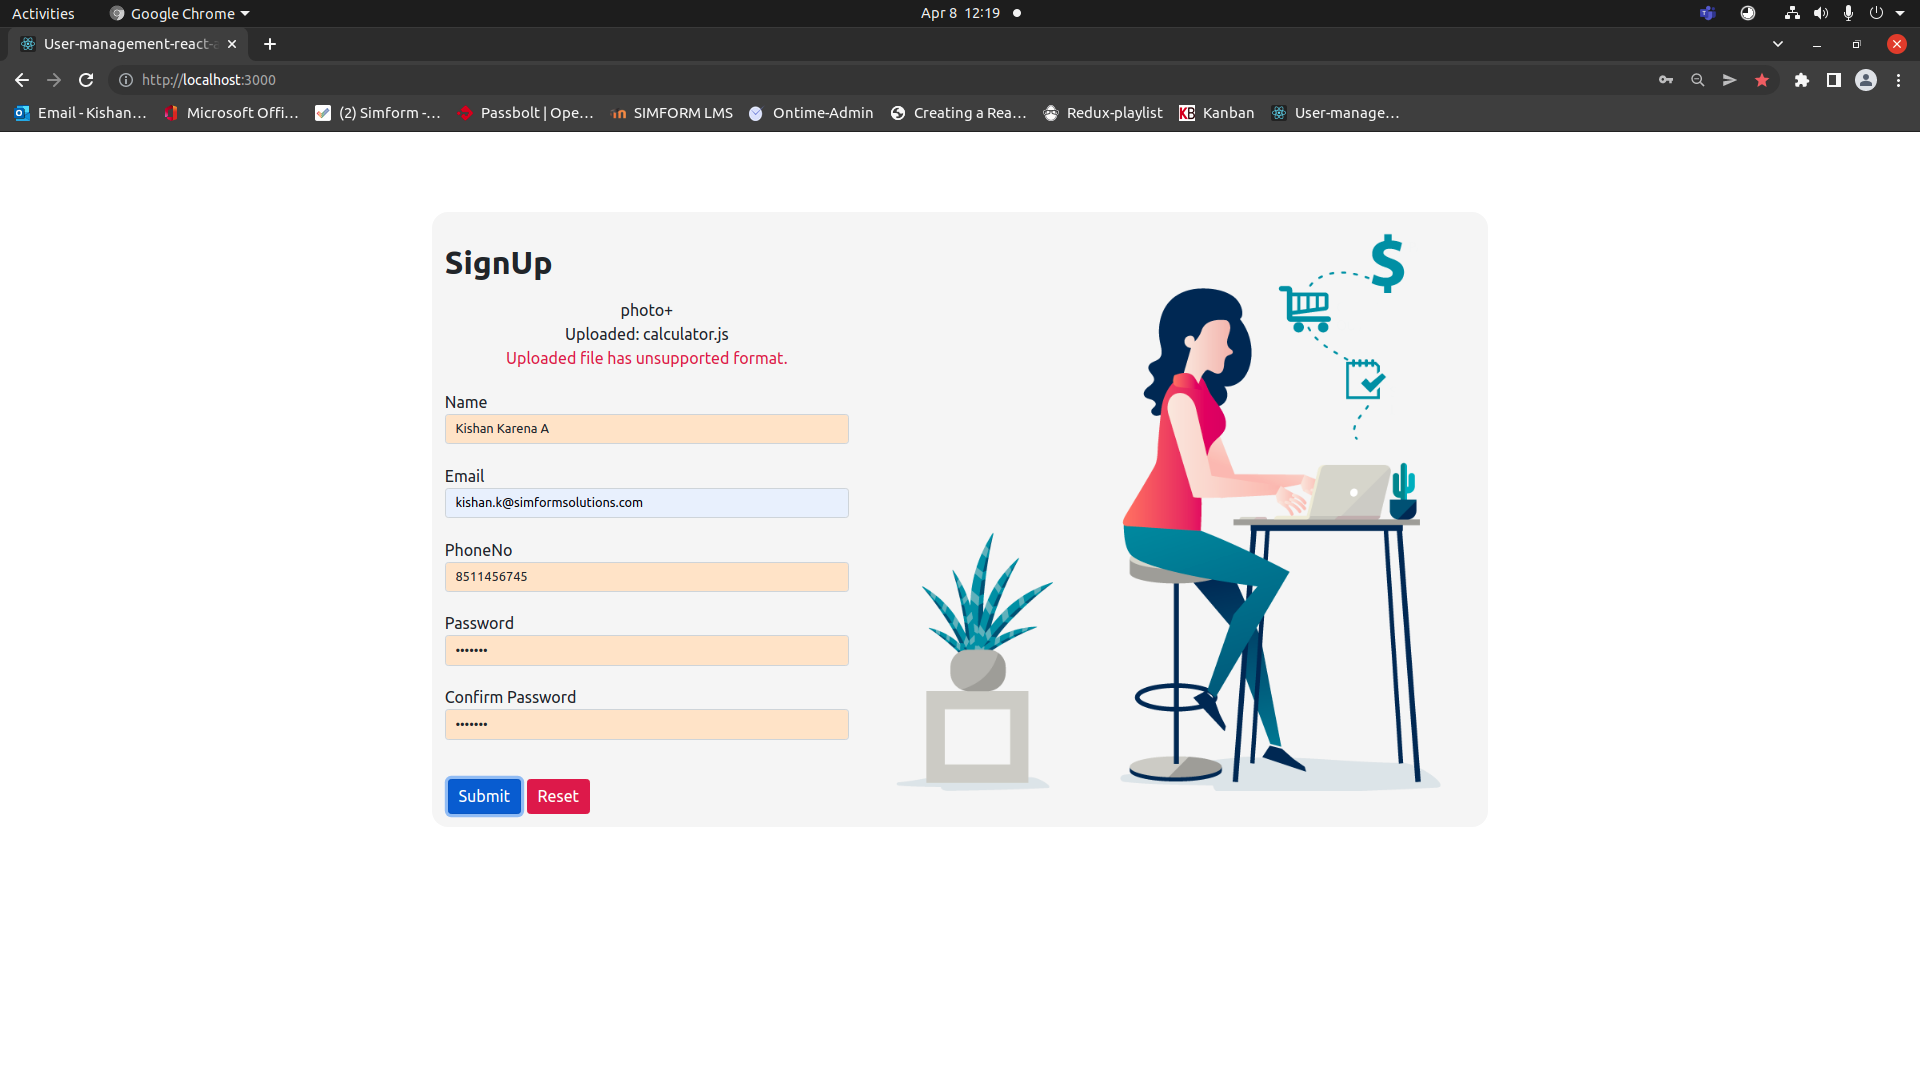 Activities
Google Chrome
Apr 8 12:19
User-management-react-a
http://localhost:3000
Email - Kishan...
Microsoft Offi...
(2) Simform -...
Passbolt | Ope...
SIMFORM LMS
Ontime-Admin
Creating a Rea...
Redux-playlist
KB
Kanban
User-manage...
SignUp
photo+
Uploaded: calculator.js
Uploaded file has unsupported format.
Name
Kishan Karena A
Email
kishan.k@simformsolutions.com
PhoneNo
8511456745
Password
•••••••
Confirm Password
•••••••
Submit Reset
$